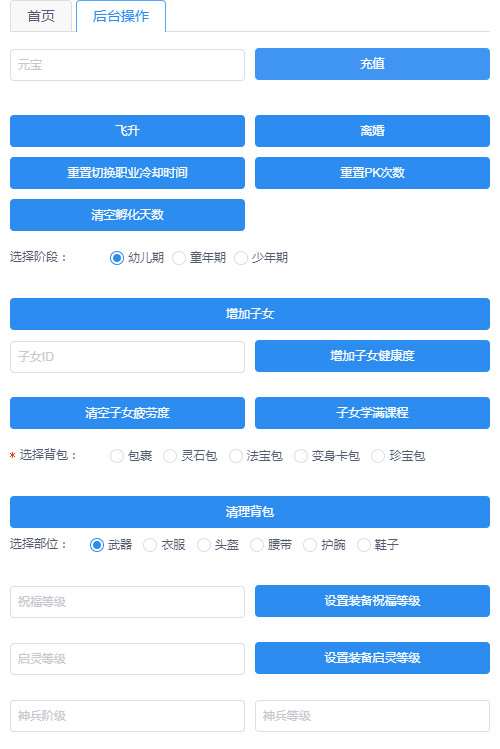 首页 后台操作
元宝 充值
飞升 离婚
重置切换职业冷却时间 重置PK次数
清空孵化天数
选择阶段： 幼儿期 童年期 少年期
增加子女
子女ID 增加子女健康度
清空子女疲劳度 子女学满课程
* 选择背包： 包裹 灵石包 法宝包 变身卡包 珍宝包
清理背包
选择部位： 武器 衣服 头盔 腰带 护腕 鞋子
祝福等级 设置装备祝福等级
启灵等级 设置装备启灵等级
神兵阶级 神兵等级